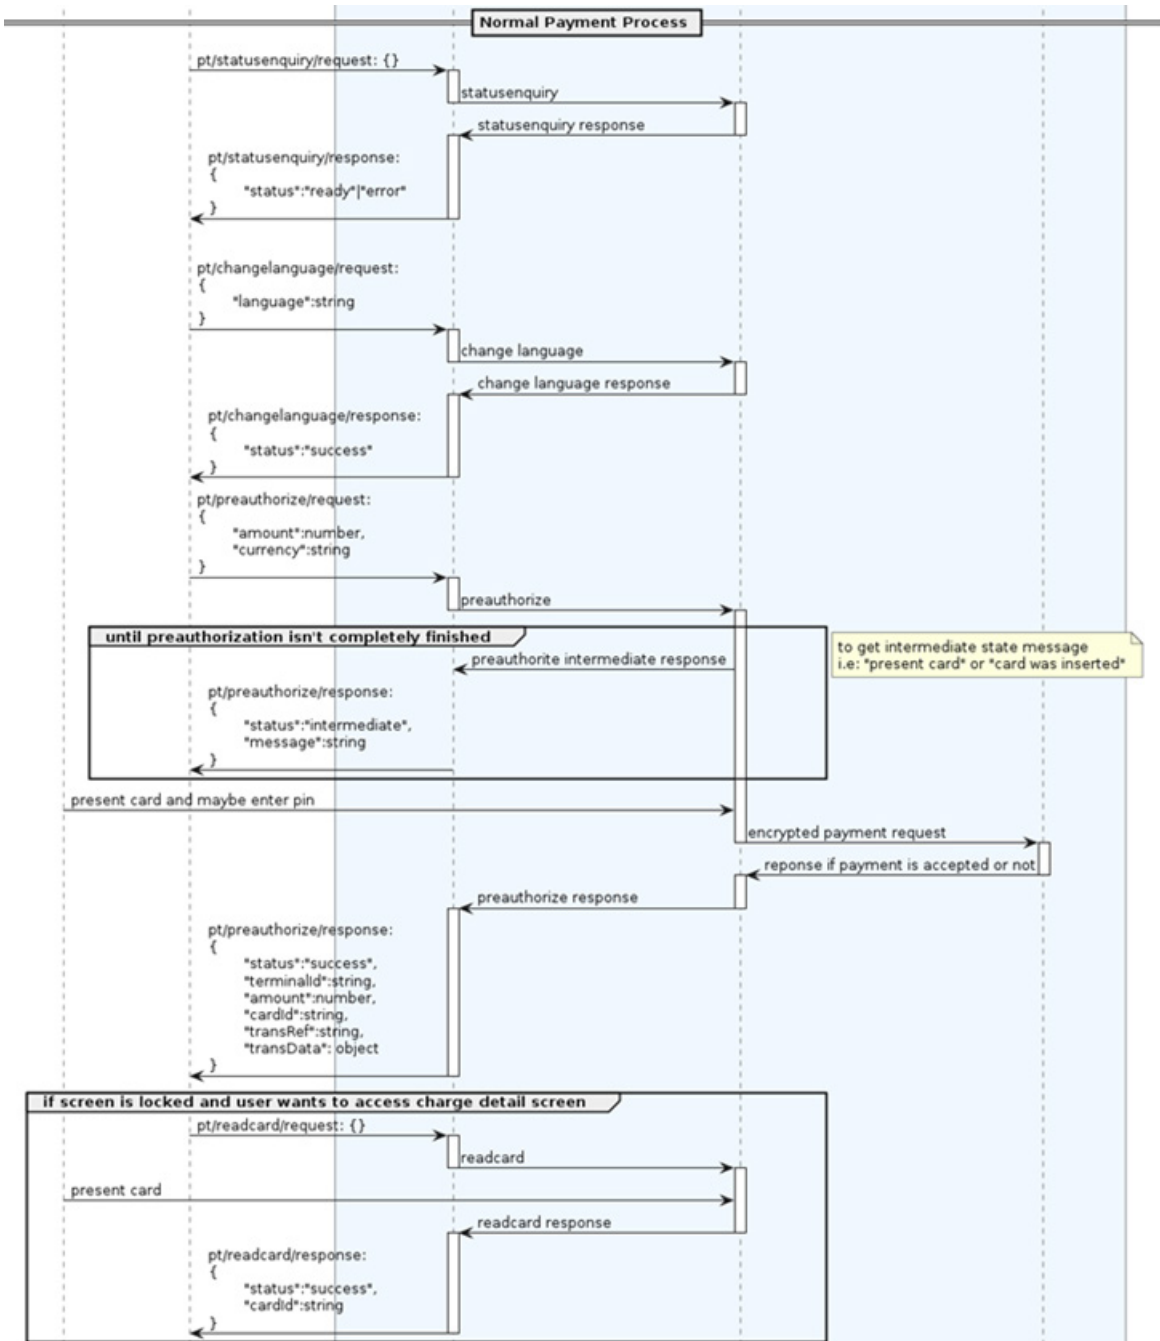 Normal Payment Process
pt/statusenquiry/request: {}
statusenquiry
statusenquiry response
pt/statusenquiry/response:
{
"status":"ready"|"error"
}
pt/changelanguage/request:
{
"language":string
}
change language
change language response
pt/changelanguage/response:
{
"status":"success"
}
pt/preauthorize/request:
{
"amount":number,
"currency":string
}
preauthorize
until preauthorization isn't completely finished
to get intermediate state message
i.e: "present card" or "card was inserted"
preauthorite intermediate response
pt/preauthorize/response:
{
"status":"intermediate",
"message":string
}
present card and maybe enter pin
encrypted payment request
reponse if payment is accepted or not
preauthorize response
pt/preauthorize/response:
{
"status":"success",
"terminalId":string,
"amount":number,
"cardId":string,
"transRef":string,
"transData": object
}
if screen is locked and user wants to access charge detail screen
pt/readcard/request: {}
readcard
present card
readcard response
pt/readcard/response:
{
"status":"success",
"cardId":string
}